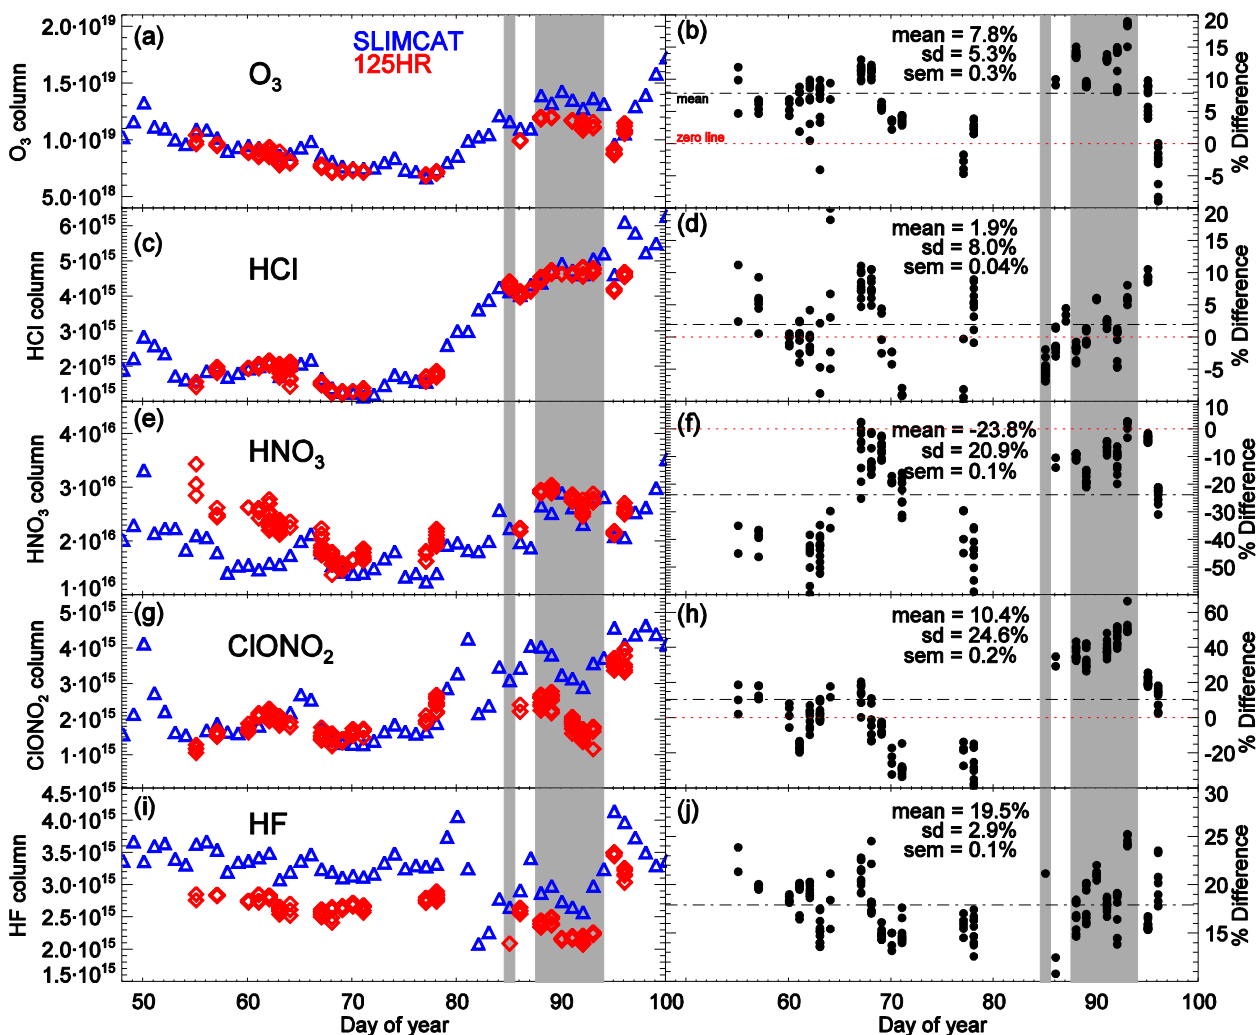 (a)
SLIMCAT
125HR
O₃
O₃ column
2.0·10¹⁹
1.5·10¹⁹
1.0·10¹⁹
5.0·10¹⁸
(b)
mean = 7.8%
sd = 5.3%
sem = 0.3%
mean
zero line
20
15
10
5
0
-5
% Difference
(c)
HCl
HCl column
6·10¹⁵
5·10¹⁵
4·10¹⁵
3·10¹⁵
2·10¹⁵
1·10¹⁵
(d)
mean = 1.9%
sd = 8.0%
sem = 0.04%
20
15
10
5
0
-5
% Difference
(e)
HNO₃
HNO₃ column
4·10¹⁶
3·10¹⁶
2·10¹⁶
1·10¹⁶
(f)
mean = -23.8%
sd = 20.9%
sem = 0.1%
10
0
-10
-20
-30
-40
-50
% Difference
(g)
ClONO₂
ClONO₂ column
5·10¹⁵
4·10¹⁵
3·10¹⁵
2·10¹⁵
1·10¹⁵
(h)
mean = 10.4%
sd = 24.6%
sem = 0.2%
60
40
20
0
-20
% Difference
(i)
HF
HF column
4.5·10¹⁵
4.0·10¹⁵
3.5·10¹⁵
3.0·10¹⁵
2.5·10¹⁵
2.0·10¹⁵
1.5·10¹⁵
(j)
mean = 19.5%
sd = 2.9%
sem = 0.1%
30
25
20
15
% Difference
50 60 70 80 90 100
Day of year
60 70 80 90 100
Day of year